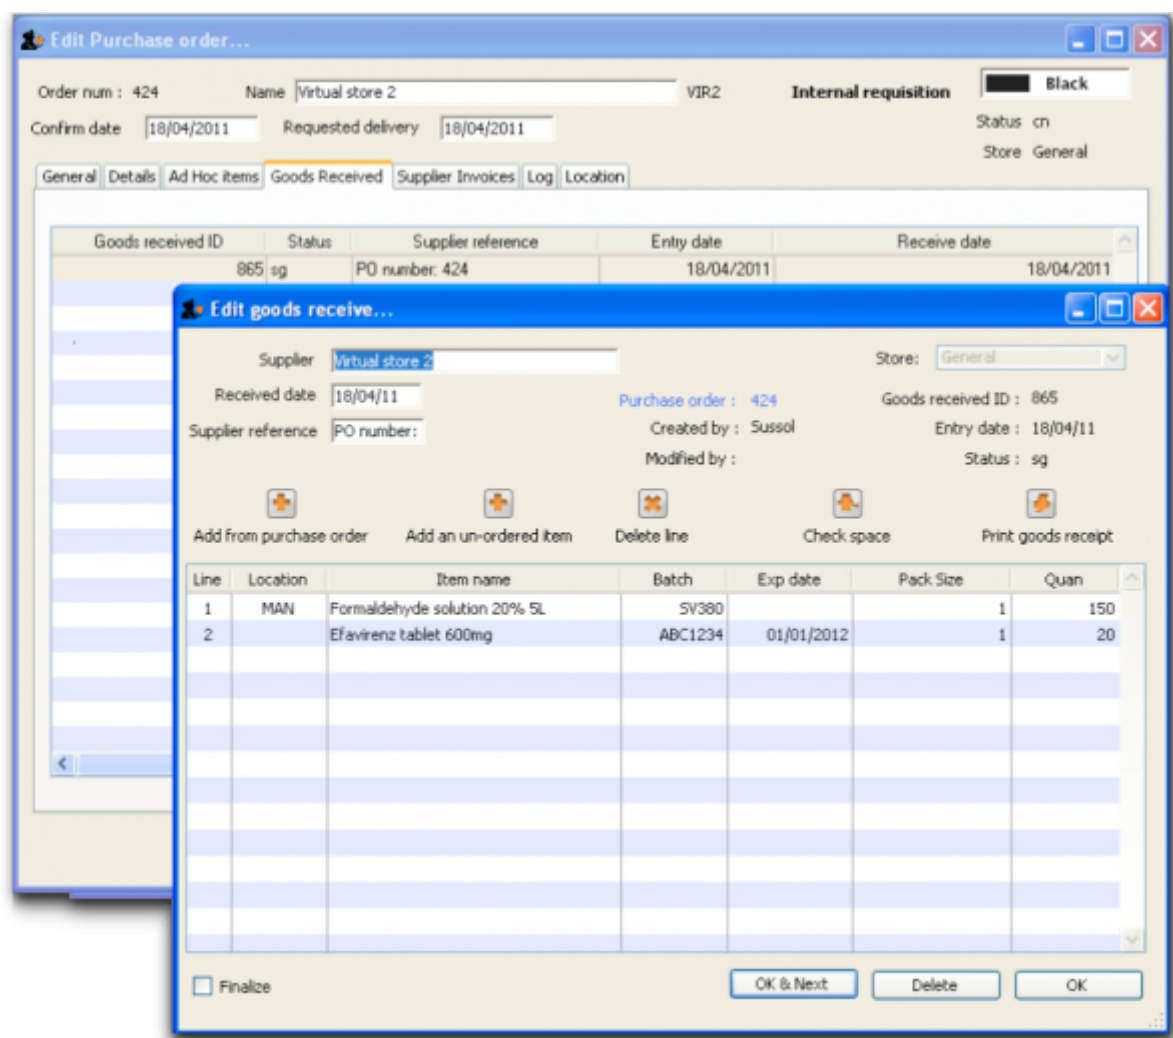 Edit Purchase order...
Order num : 424 Name Virtual store 2 VIR2 Internal requisition Black
Confirm date 18/04/2011 Requested delivery 18/04/2011 Status cn
Store General
General Details Ad Hoc items Goods Received Supplier Invoices Log Location
Goods received ID Status Supplier reference Entry date Receive date
865 sg PO number: 424 18/04/2011 18/04/2011
Edit goods receive...
Supplier Virtual store 2 Store: General
Received date 18/04/11 Purchase order : 424 Goods received ID : 865
Supplier reference PO number: Created by : Sussol Entry date : 18/04/11
Modified by : Status : sg
Add from purchase order Add an un-ordered item Delete line Check space Print goods receipt
Line Location Item name Batch Exp date Pack Size Quan
1 MAN Formaldehyde solution 20% 5L SV380 1 150
2 Efavirenz tablet 600mg ABC1234 01/01/2012 1 20
Finalize OK & Next Delete OK